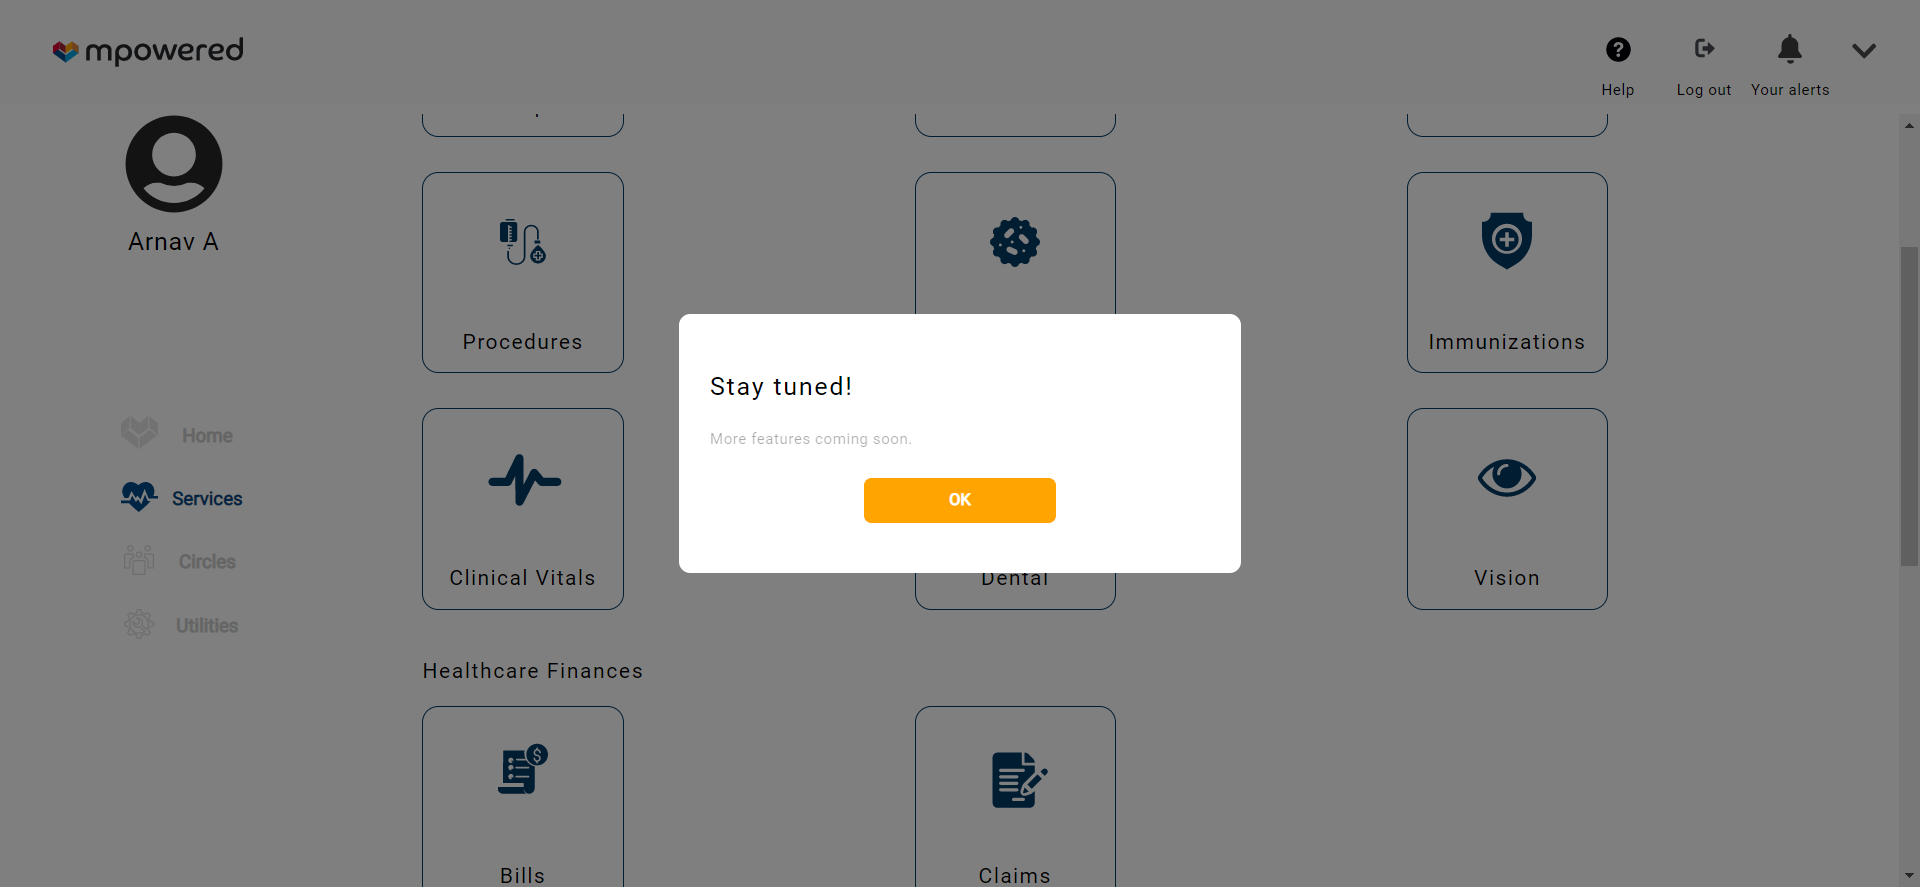 mpowered
Help
Log out
Your alerts
Arnav A
Home
Services
Circles
Utilities
Procedures
Immunizations
Stay tuned!
More features coming soon.
OK
Clinical Vitals
Dental
Vision
Healthcare Finances
Bills
Claims